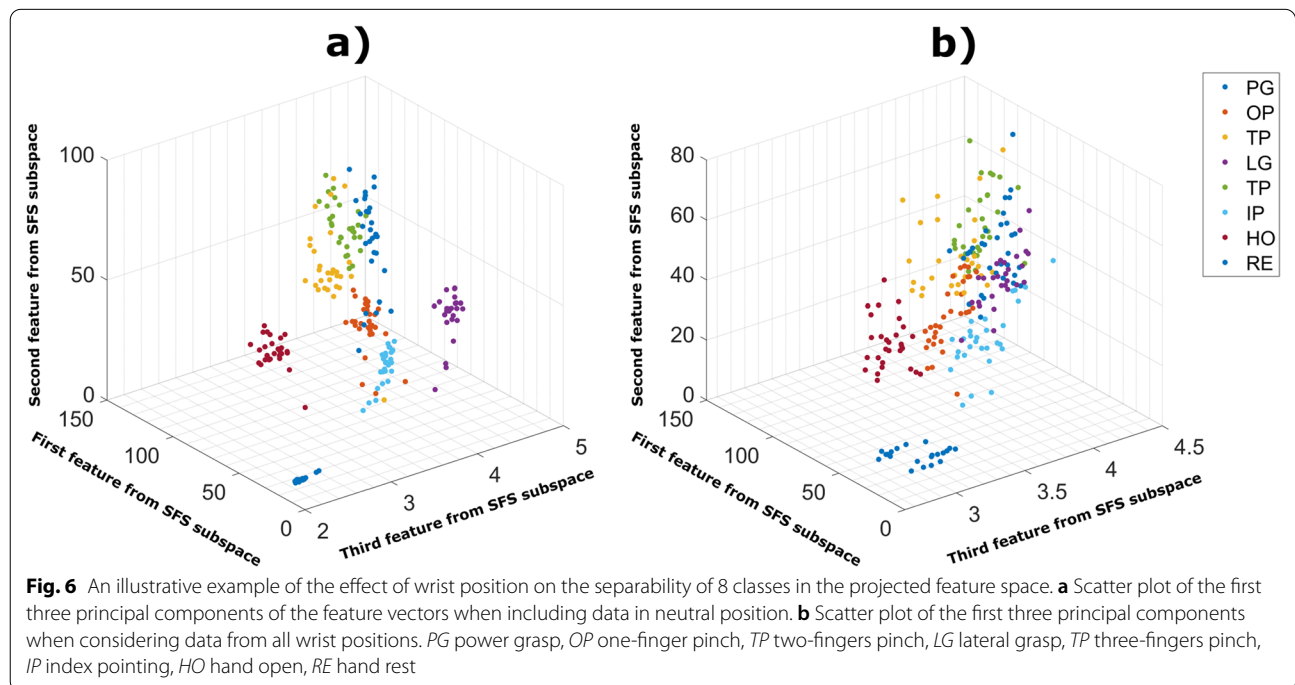 a)
100
50
0
150
100
50
0
2
3
4
5
Second feature from SFS subspace
First feature from SFS subspace
Third feature from SFS subspace
b)
80
60
40
20
0
150
100
50
0
3
3.5
4
4.5
Second feature from SFS subspace
First feature from SFS subspace
Third feature from SFS subspace
PG
OP
TP
LG
TP
IP
HO
RE
Fig. 6 An illustrative example of the effect of wrist position on the separability of 8 classes in the projected feature space. a Scatter plot of the first
three principal components of the feature vectors when including data in neutral position. b Scatter plot of the first three principal components
when considering data from all wrist positions. PG power grasp, OP one-finger pinch, TP two-fingers pinch, LG lateral grasp, TP three-fingers pinch,
IP index pointing, HO hand open, RE hand rest